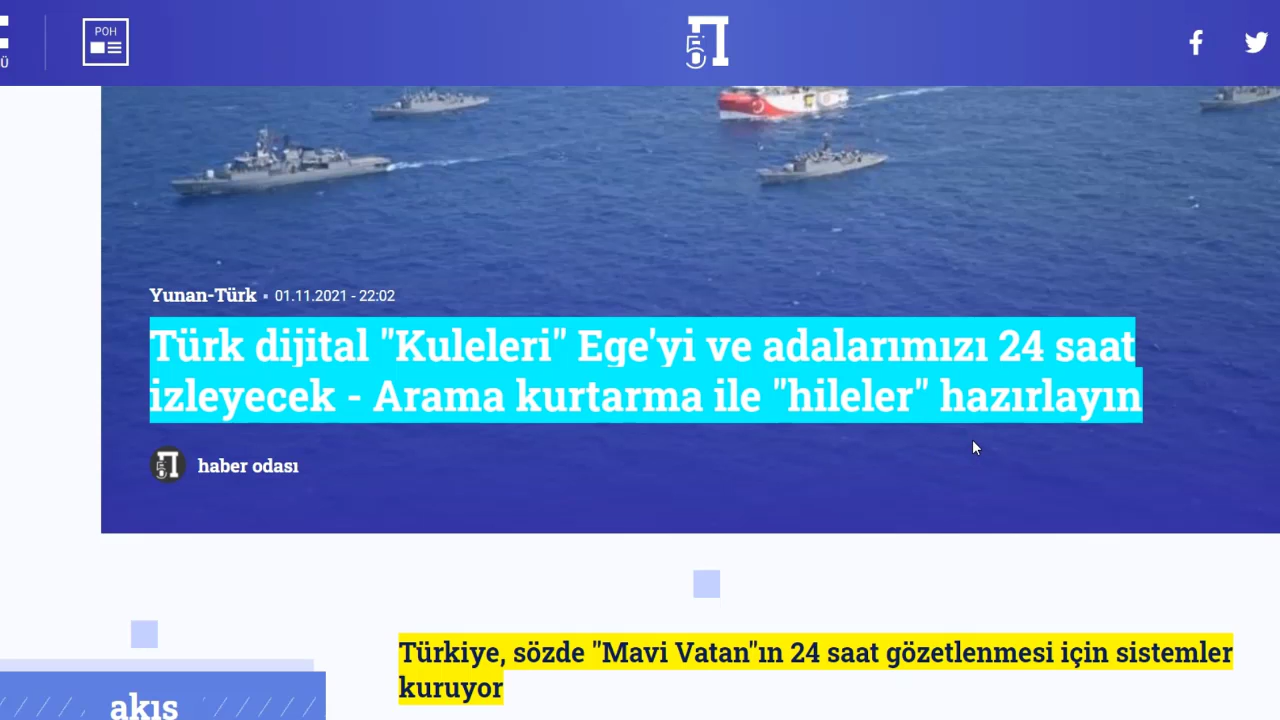 Ü
POH
5Π
Yunan-Türk ▪ 01.11.2021 - 22:02
Türk dijital "Kuleleri" Ege'yi ve adalarımızı 24 saat
izleyecek - Arama kurtarma ile "hileler" hazırlayın
haber odası
Türkiye, sözde "Mavi Vatan"ın 24 saat gözetlenmesi için sistemler
kuruyor
akış